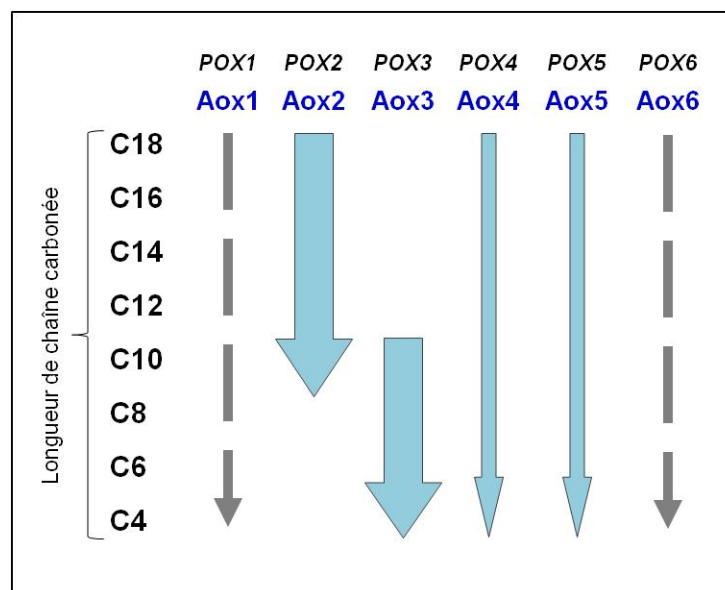 POX1 POX2 POX3 POX4 POX5 POX6
Aox1 Aox2 Aox3 Aox4 Aox5 Aox6
Longueur de chaîne carbonée
C18
C16
C14
C12
C10
C8
C6
C4